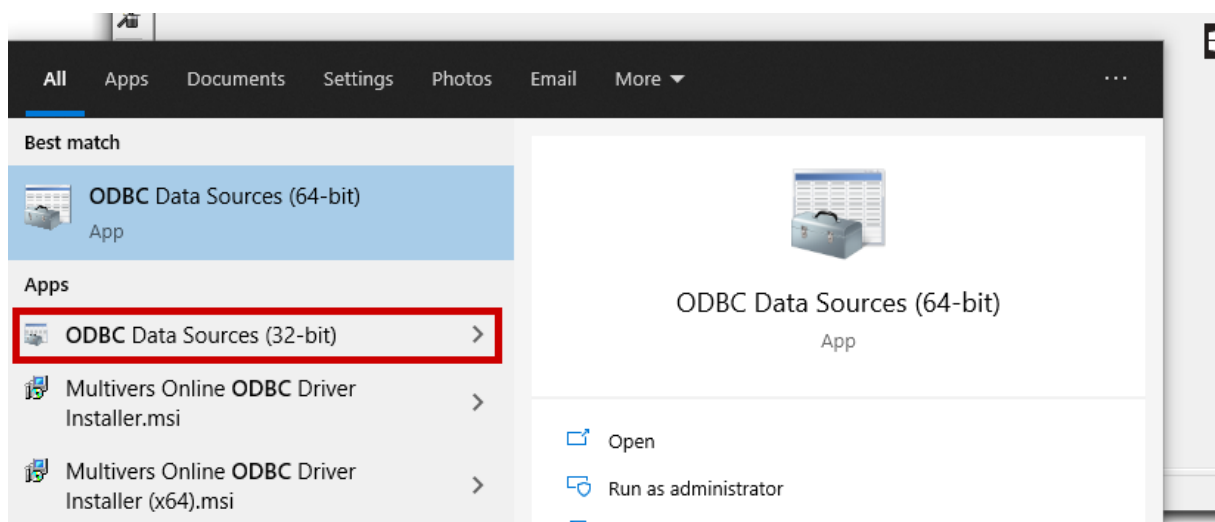 All Apps Documents Settings Photos Email More
Best match
ODBC Data Sources (64-bit)
App
Apps
ODBC Data Sources (32-bit)
Multivers Online ODBC Driver
Installer.msi
Multivers Online ODBC Driver
Installer (x64).msi
ODBC Data Sources (64-bit)
App
Open
Run as administrator